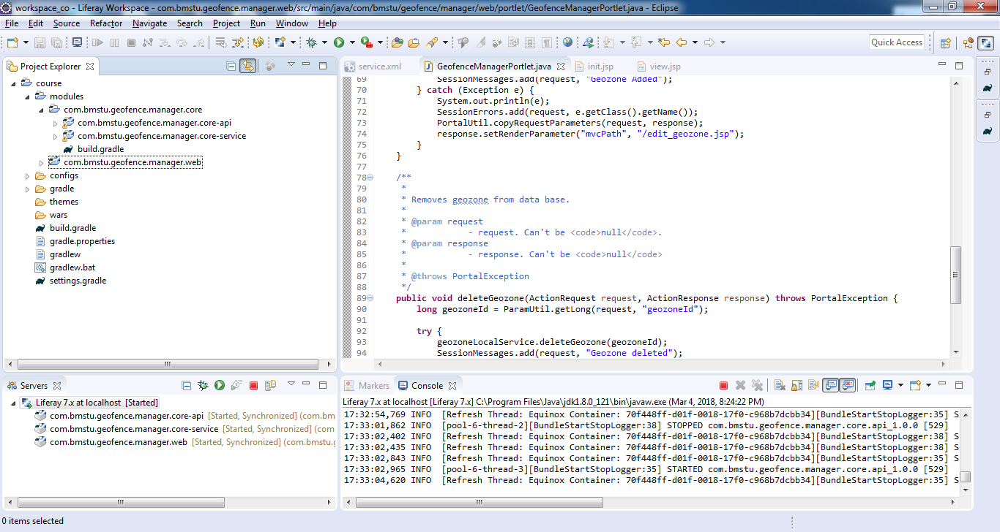 workspace_co - Liferay Workspace - com.bmstu.geofence.manager.web/src/main/java/com/bmstu/geofence/manager/web/portlet/GeofenceManagerPortlet.java - Eclipse
File Edit Source Refactor Navigate Search Project Run Window Help
Quick Access
Project Explorer
course
modules
com.bmstu.geofence.manager.core
com.bmstu.geofence.manager.core-api
com.bmstu.geofence.manager.core-service
build.gradle
com.bmstu.geofence.manager.web
configs
gradle
themes
wars
build.gradle
gradle.properties
gradlew
gradlew.bat
settings.gradle
service.xml GeofenceManagerPortlet.java init.jsp view.jsp
69 SessionMessages.add(request, "Geozone Added");
70 } catch (Exception e) {
71 System.out.println(e);
72 SessionErrors.add(request, e.getClass().getName());
73 PortalUtil.copyRequestParameters(request, response);
74 response.setRenderParameter("mvcPath", "/edit_geozone.jsp");
75 }
76 }
77
78 /**
79 *
80 * Removes geozone from data base.
81 *
82 * @param request
83 * - request. Can't be <code>null</code>.
84 * @param response
85 * - response. Can't be <code>null</code>
86 *
87 * @throws PortalException
88 */
89 public void deleteGeozone(ActionRequest request, ActionResponse response) throws PortalException {
90 long geozoneId = ParamUtil.getLong(request, "geozoneId");
91
92 try {
93 geozoneLocalService.deleteGeozone(geozoneId);
94 SessionMessages.add(request, "Geozone deleted");
Servers
Liferay 7.x at localhost [Started]
com.bmstu.geofence.manager.core-api [Started, Synchronized] (com.bm
com.bmstu.geofence.manager.core-service [Started, Synchronized] (com
com.bmstu.geofence.manager.web [Started, Synchronized] (com.bmstu.g
Markers Console
Liferay 7.x at localhost [Liferay 7.x] C:\Program Files\Java\jdk1.8.0_121\bin\javaw.exe (Mar 4, 2018, 8:24:22 PM)
17:32:54,769 INFO [Refresh Thread: Equinox Container: 70f448ff-d01f-0018-17f0-c968b7dcbb34][BundleStartStopLogger:35] S
17:33:01,862 INFO [pool-6-thread-2][BundleStartStopLogger:38] STOPPED com.bmstu.geofence.manager.core.api_1.0.0 [529]
17:33:02,402 INFO [Refresh Thread: Equinox Container: 70f448ff-d01f-0018-17f0-c968b7dcbb34][BundleStartStopLogger:38] S
17:33:02,435 INFO [Refresh Thread: Equinox Container: 70f448ff-d01f-0018-17f0-c968b7dcbb34][BundleStartStopLogger:38] S
17:33:02,843 INFO [Refresh Thread: Equinox Container: 70f448ff-d01f-0018-17f0-c968b7dcbb34][BundleStartStopLogger:35] S
17:33:02,965 INFO [pool-6-thread-3][BundleStartStopLogger:35] STARTED com.bmstu.geofence.manager.core.api_1.0.0 [529]
17:33:04,620 INFO [Refresh Thread: Equinox Container: 70f448ff-d01f-0018-17f0-c968b7dcbb34][BundleStartStopLogger:35] S
0 items selected